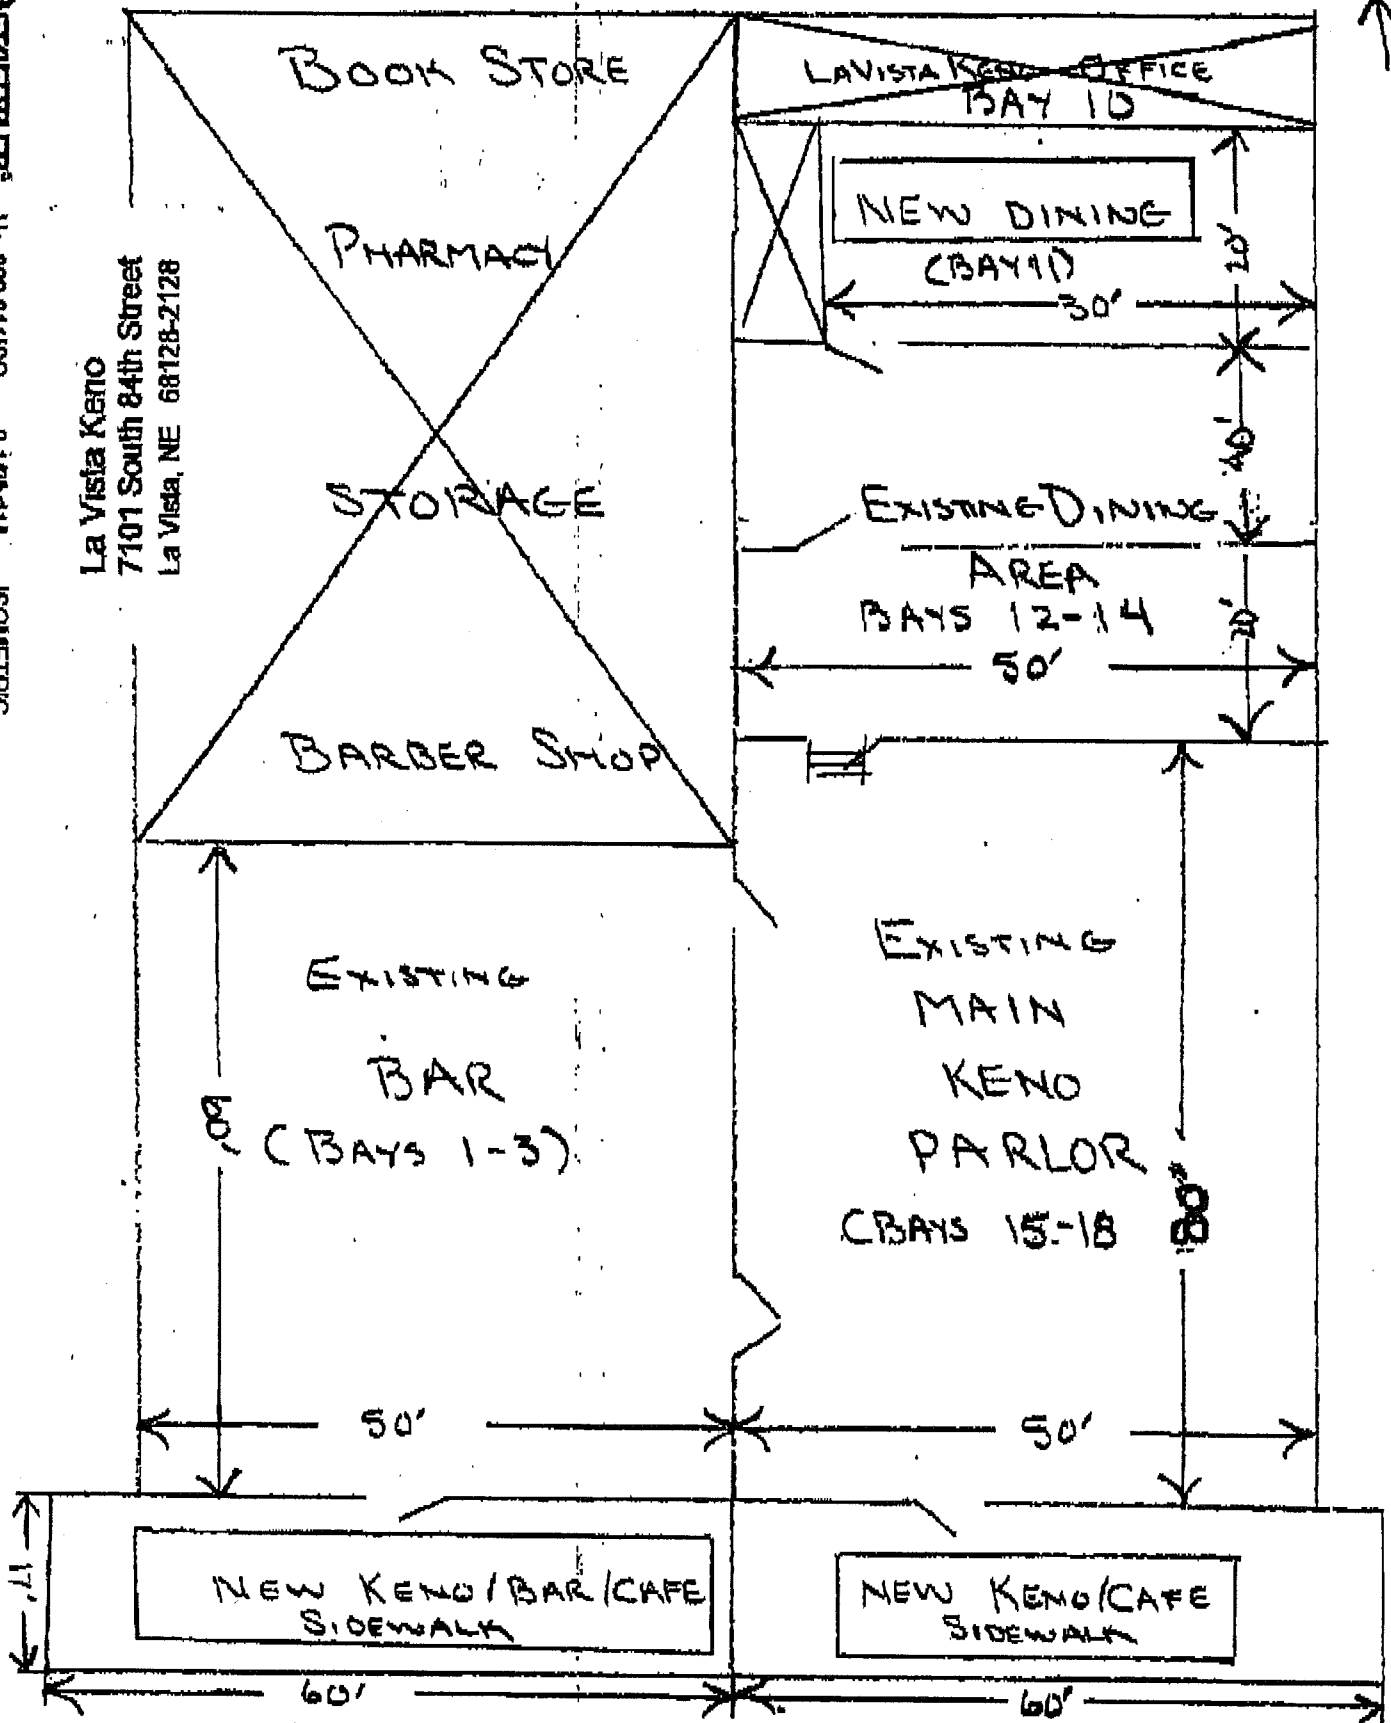 BOOK STORE
LAVISTA KENO OFFICE
BAY 10
NEW DINING
(BAY 11)
20'
30'
PHARMACY
La Vista Keno
7101 South 84th Street
La Vista, NE 68128-2128
STORAGE
40'
EXISTING DINING
AREA
BAYS 12-14
20'
50'
BARBER SHOP
EXISTING
BAR
(BAYS 1-3)
EXISTING
MAIN
KENO
PARLOR
(BAYS 15-18
80'
50'
50'
17'
NEW KENO/BAR/CAFE
SIDEWALK
NEW KENO/CAFE
SIDEWALK
60'
60'